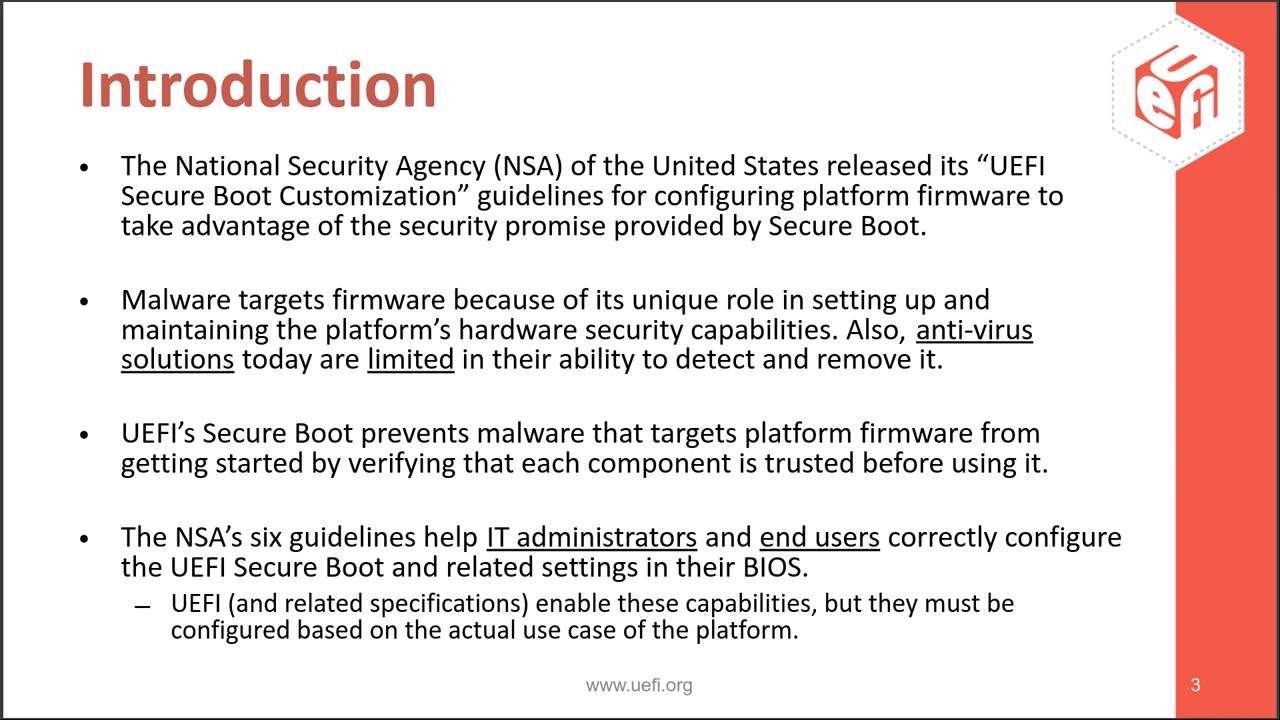 Introduction
uefi
• The National Security Agency (NSA) of the United States released its “UEFI
Secure Boot Customization” guidelines for configuring platform firmware to
take advantage of the security promise provided by Secure Boot.
• Malware targets firmware because of its unique role in setting up and
maintaining the platform’s hardware security capabilities. Also, anti-virus
solutions today are limited in their ability to detect and remove it.
• UEFI’s Secure Boot prevents malware that targets platform firmware from
getting started by verifying that each component is trusted before using it.
• The NSA’s six guidelines help IT administrators and end users correctly configure
the UEFI Secure Boot and related settings in their BIOS.
– UEFI (and related specifications) enable these capabilities, but they must be
configured based on the actual use case of the platform.
www.uefi.org
3